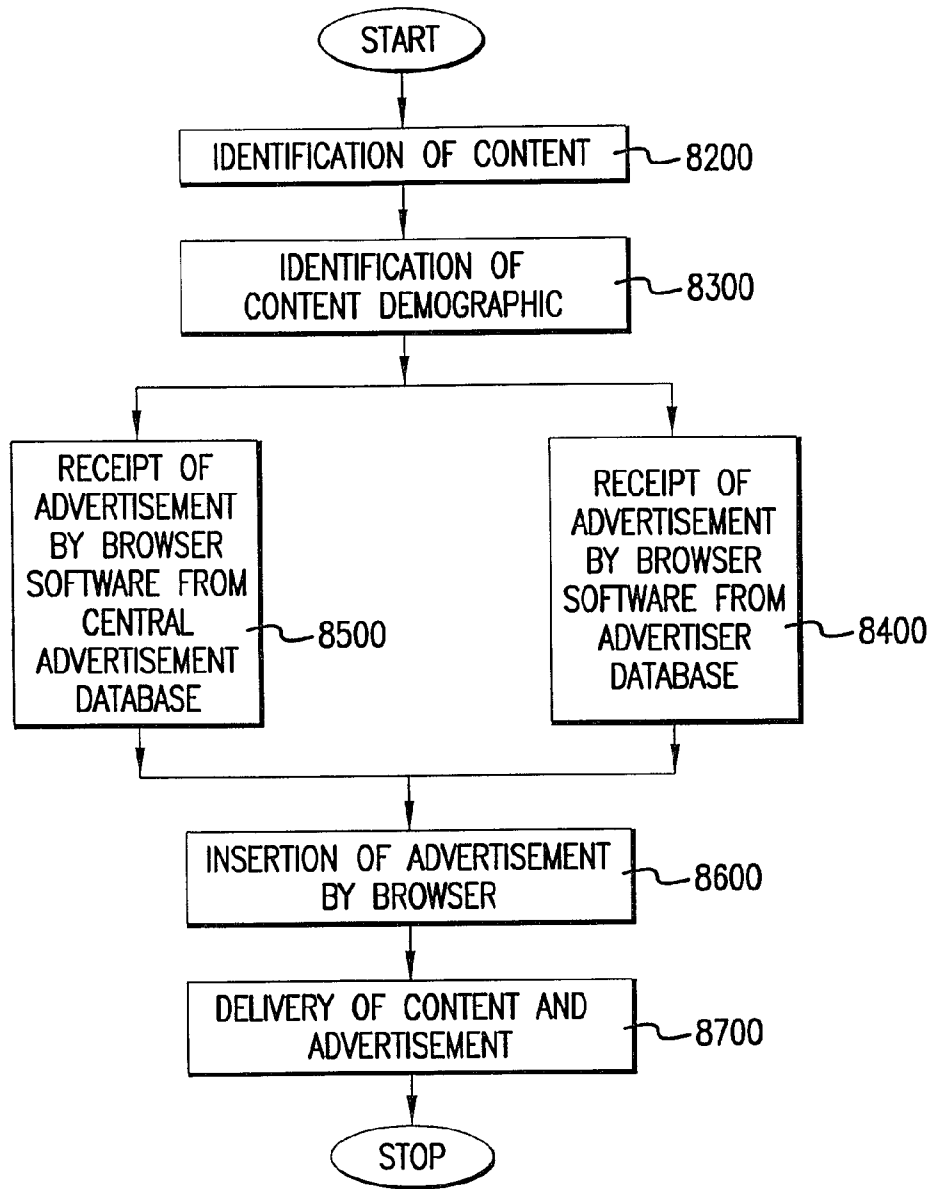 START
IDENTIFICATION OF CONTENT
8200
IDENTIFICATION OF
CONTENT DEMOGRAPHIC
8300
RECEIPT OF
ADVERTISEMENT
BY BROWSER
SOFTWARE FROM
CENTRAL
ADVERTISEMENT
DATABASE
8500
RECEIPT OF
ADVERTISEMENT
BY BROWSER
SOFTWARE FROM
ADVERTISER
DATABASE
8400
INSERTION OF ADVERTISEMENT
BY BROWSER
8600
DELIVERY OF CONTENT AND
ADVERTISEMENT
8700
STOP